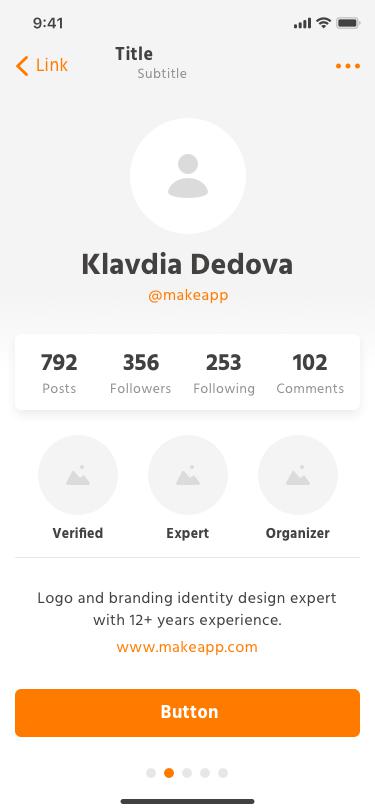 9:41
Link
Title
Subtitle
Klavdia Dedova
@makeapp
792 356 253 102
Posts Followers Following Comments
Verified Expert Organizer
Logo and branding identity design expert
with 12+ years experience.
www.makeapp.com
Button